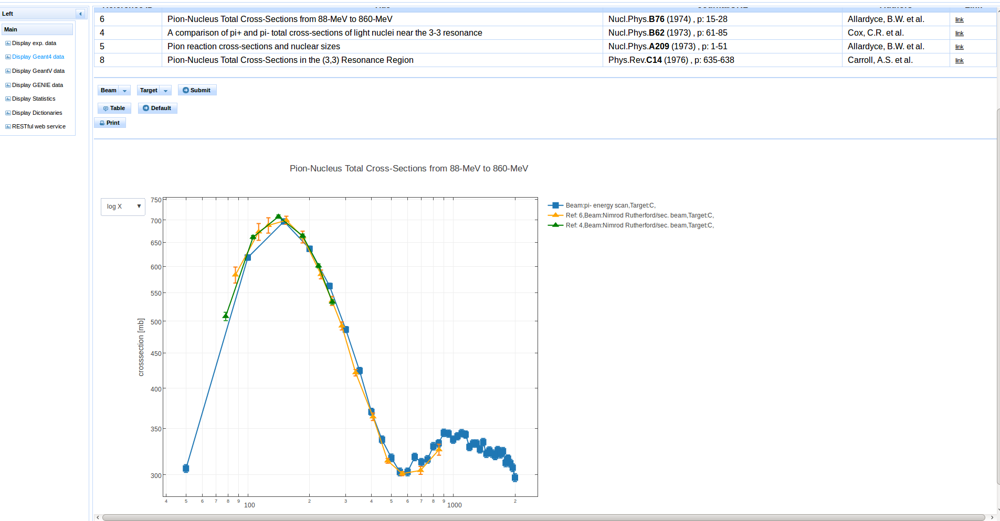 Left
Main
Display exp. data
Display Geant4 data
Display GeantV data
Display GENIE data
Display Statistics
Display Dictionaries
RESTful web service
6 Pion-Nucleus Total Cross-Sections from 88-MeV to 860-MeV Nucl.Phys.B76 (1974) , p: 15-28 Allardyce, B.W. et al. link
4 A comparison of pi+ and pi- total cross-sections of light nuclei near the 3-3 resonance Nucl.Phys.B62 (1973) , p: 61-85 Cox, C.R. et al. link
5 Pion reaction cross-sections and nuclear sizes Nucl.Phys.A209 (1973) , p: 1-51 Allardyce, B.W. et al. link
8 Pion-Nucleus Total Cross-Sections in the (3,3) Resonance Region Phys.Rev.C14 (1976) , p: 635-638 Carroll, A.S. et al. link
Beam Target Submit
Table Default
Print
Pion-Nucleus Total Cross-Sections from 88-MeV to 860-MeV
log X
750
700
650
600
550
500
450
400
350
300
crosssection [mb]
4 5 6 7 8 9 100 2 3 4 5 6 7 8 9 1000 2
Beam:pi- energy scan,Target:C,
Ref: 6,Beam:Nimrod Rutherford/sec. beam,Target:C,
Ref: 4,Beam:Nimrod Rutherford/sec. beam,Target:C,